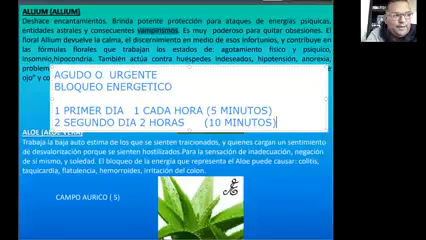 ALLIUM (ALLIUM)
Deshace encantamientos. Brinda potente protección para ataques de energías psíquicas,
entidades astrales y consecuentes vampirismos. Es muy poderoso para quitar obsesiones. El
floral Allium devuelve la calma, el discernimiento en medio de esos infortunios, y contribuye en
las fórmulas florales que trabajan los estados de: agotamiento físico y psíquico,
insomnio,hipocondría. También actúa contra huéspedes indeseados, hipotensión, anorexia,
problem
ojo" y co
AGUDO O URGENTE
BLOQUEO ENERGETICO
1 PRIMER DIA 1 CADA HORA (5 MINUTOS)
2 SEGUNDO DIA 2 HORAS (10 MINUTOS)
ALOE (ALOE VERA)
Trabaja la baja auto estima de los que se sienten traicionados, y quienes cargan un sentimiento
de desvalorización porque se sienten hostilizados.Para la sensación de inadecuación, negación
de si mismo, y soledad. El bloqueo de la energía que representa el Aloe puede causar: colitis,
taquicardia, flatulencia, hemorroides, irritación del colon.
CAMPO AURICO ( 5)